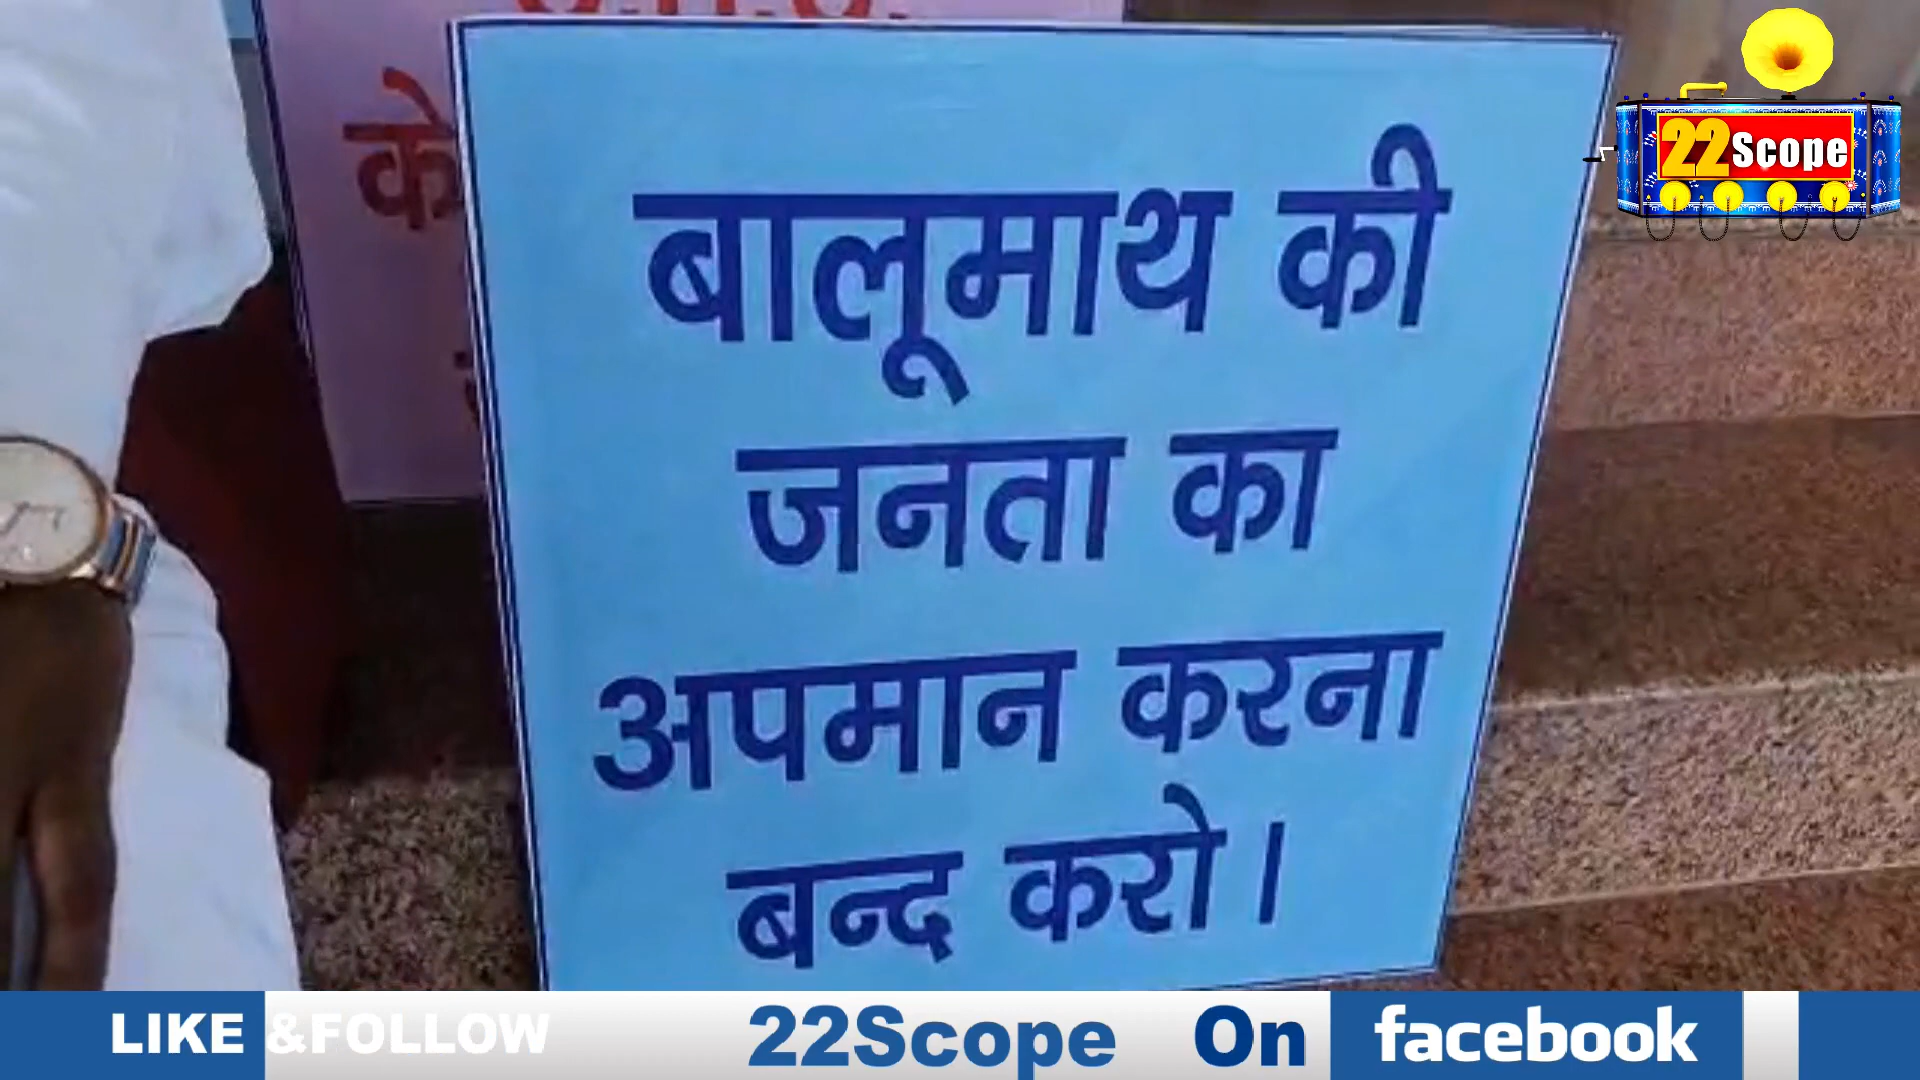 के
बालूमाथ की
जनता का
अपमान करना
बन्द करो।
22Scope
LIKE &FOLLOW 22Scope On facebook